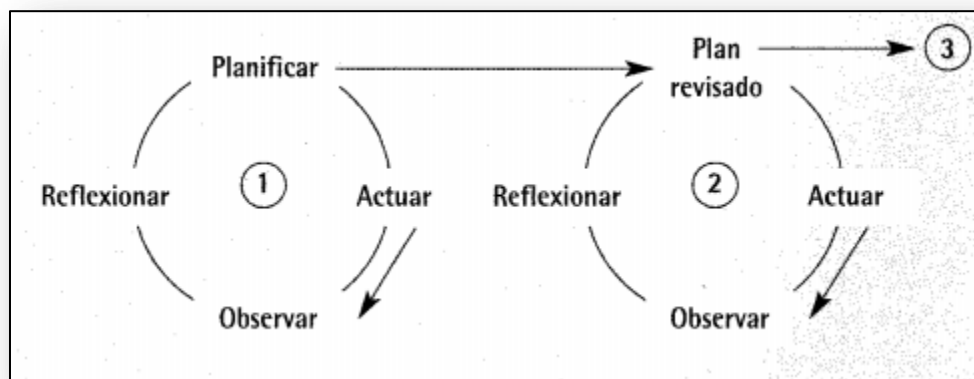 Planificar
Plan
revisado
3
Reflexionar
1
Actuar
Reflexionar
2
Actuar
Observar
Observar